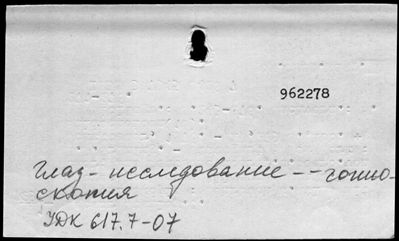 962278
глаз - исследование -- гонио-
скопия
УДК 617.7-07